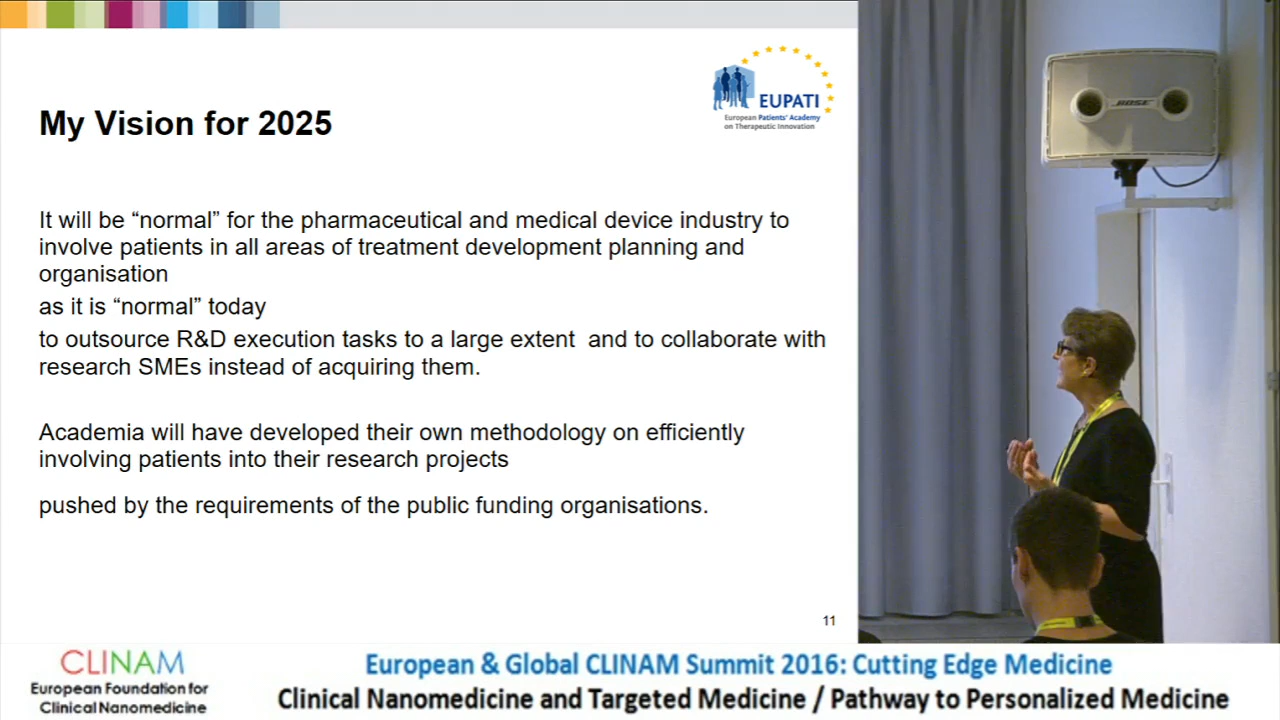 My Vision for 2025
EUPATI
European Patients' Academy
on Therapeutic Innovation
It will be “normal” for the pharmaceutical and medical device industry to
involve patients in all areas of treatment development planning and
organisation
as it is “normal” today
to outsource R&D execution tasks to a large extent  and to collaborate with
research SMEs instead of acquiring them.
Academia will have developed their own methodology on efficiently
involving patients into their research projects
pushed by the requirements of the public funding organisations.
11
BOSE
CLINAM
European Foundation for
Clinical Nanomedicine
European & Global CLINAM Summit 2016: Cutting Edge Medicine
Clinical Nanomedicine and Targeted Medicine / Pathway to Personalized Medicine